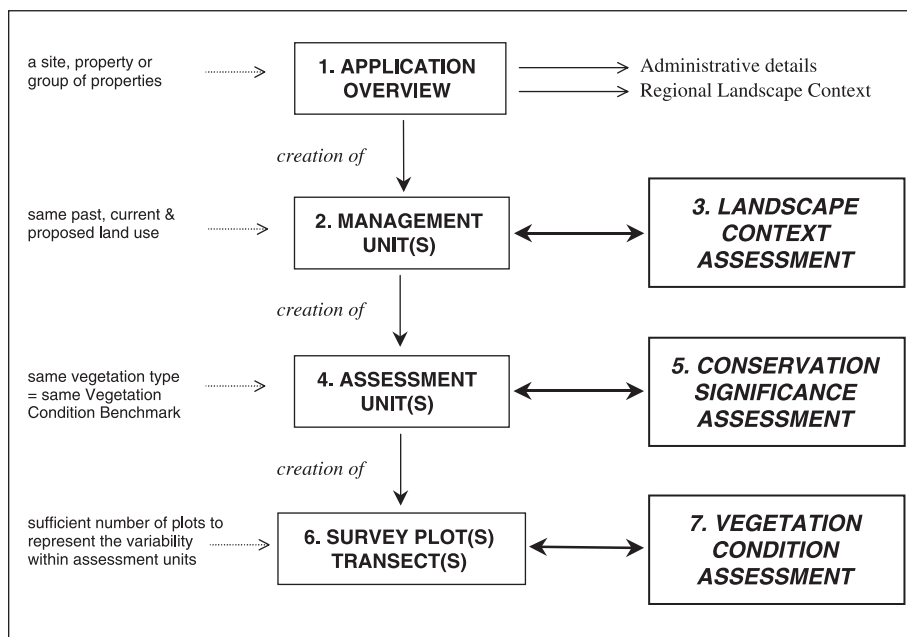 a site, property or
group of properties
1. APPLICATION
OVERVIEW
Administrative details
Regional Landscape Context
creation of
same past, current &
proposed land use
2. MANAGEMENT
UNIT(S)
3. LANDSCAPE
CONTEXT
ASSESSMENT
creation of
same vegetation type
= same Vegetation
Condition Benchmark
4. ASSESSMENT
UNIT(S)
5. CONSERVATION
SIGNIFICANCE
ASSESSMENT
creation of
sufficient number of plots to
represent the variability
within assessment units
6. SURVEY PLOT(S)
TRANSECT(S)
7. VEGETATION
CONDITION
ASSESSMENT